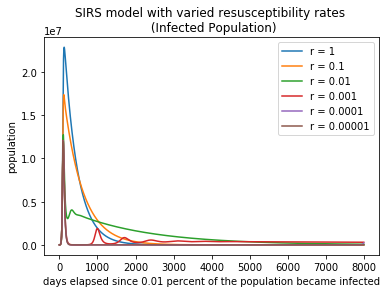 SIRS model with varied resusceptibility rates
(Infected Population)
1e7
r = 1
r = 0.1
r = 0.01
r = 0.001
r = 0.0001
r = 0.00001
population
2.0
1.5
1.0
0.5
0.0
0 1000 2000 3000 4000 5000 6000 7000 8000
days elapsed since 0.01 percent of the population became infected